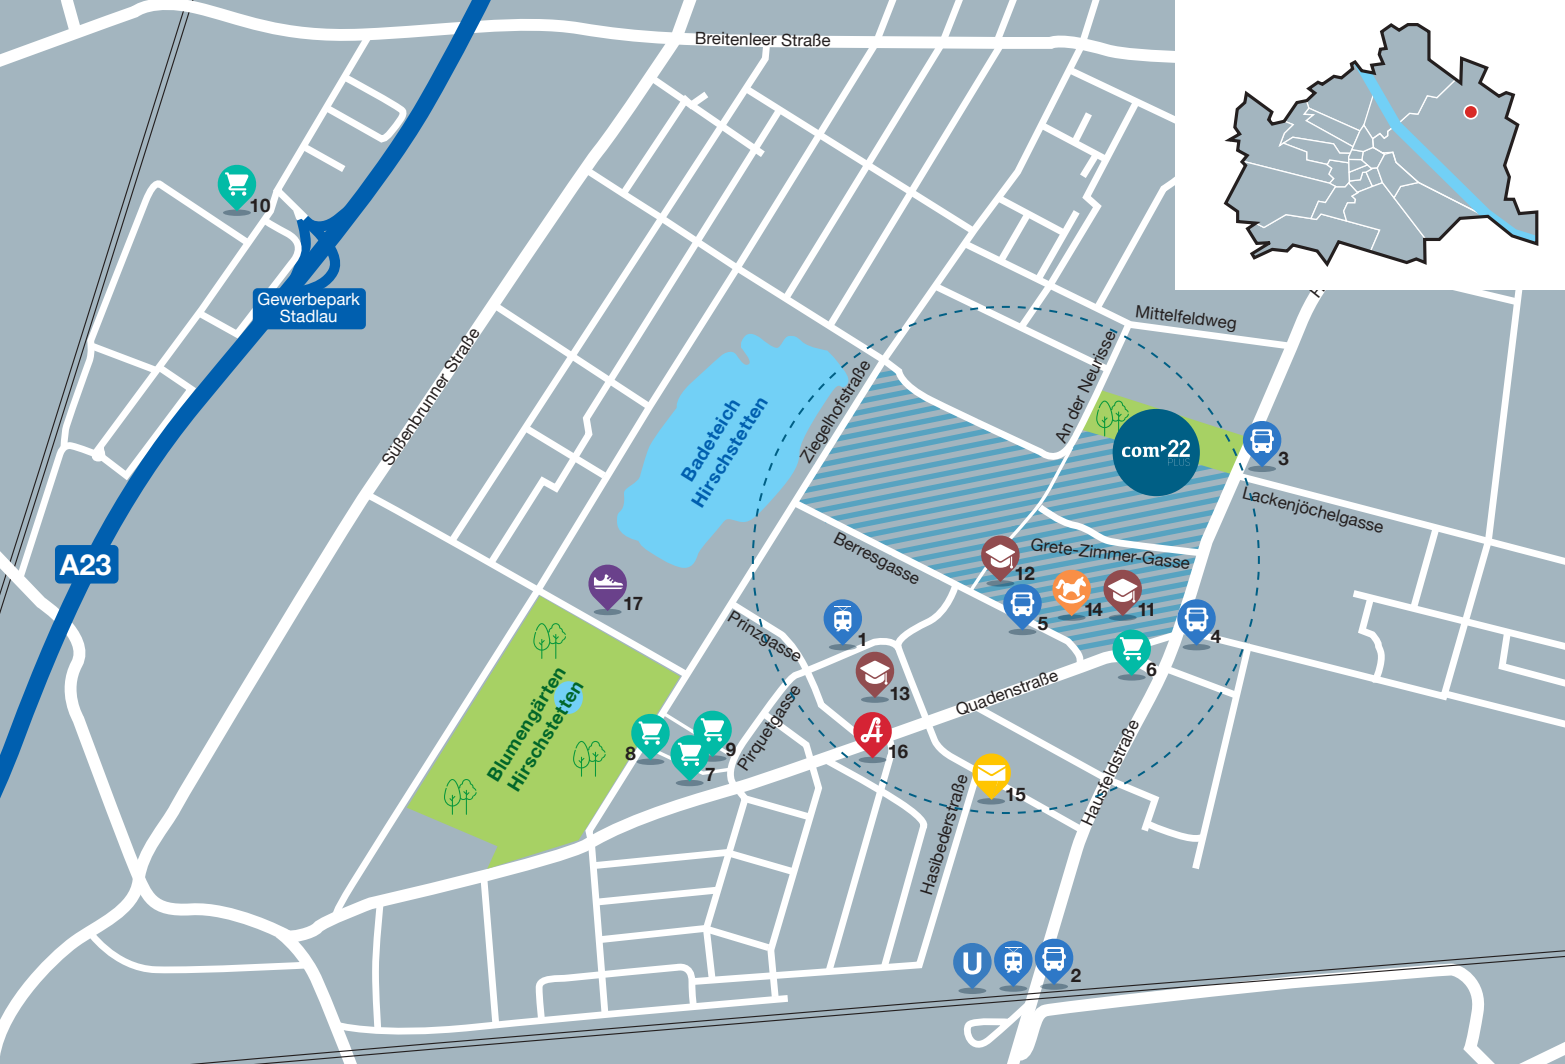 Breitenleer Straße
10
Gewerbepark
Stadlau
Mittelfeldweg
Süßenbrunner Straße
An der Neurisse
Ziegelhofstraße
Badeteich
Hirschstetten
com▸22
PLUS
3
Lackenjöchelgasse
A23
Berresgasse
Grete-Zimmer-Gasse
12
17
14
11
5
4
1
Prinzgasse
6
13
Quadenstraße
Blumengärten
Hirschstetten
Pirquetgasse
8
9
7
16
Hausfeldstraße
15
Hasibederstraße
U
2